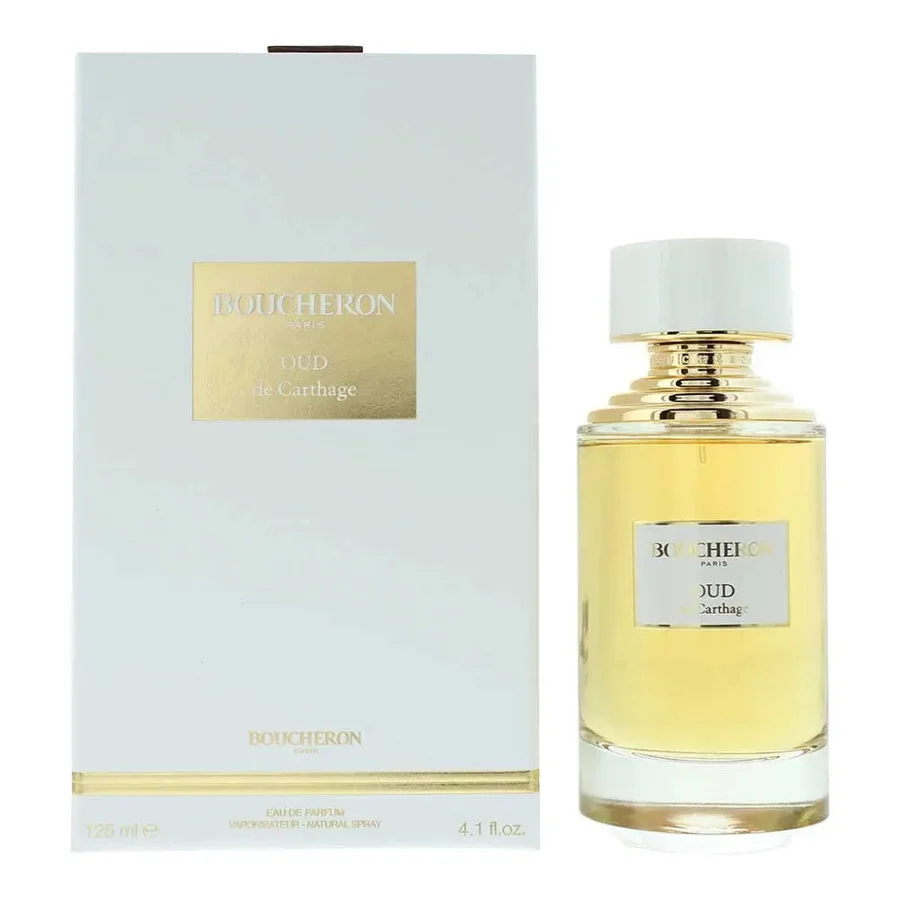 BOUCHERON
PARIS
OUD
de Carthage
BOUCHERON
PARIS
EAU DE PARFUM
VAPORISATEUR - NATURAL SPRAY
125 ml e
4.1 fl.oz.
BOUCHERON
PARIS
OUD
de Carthage